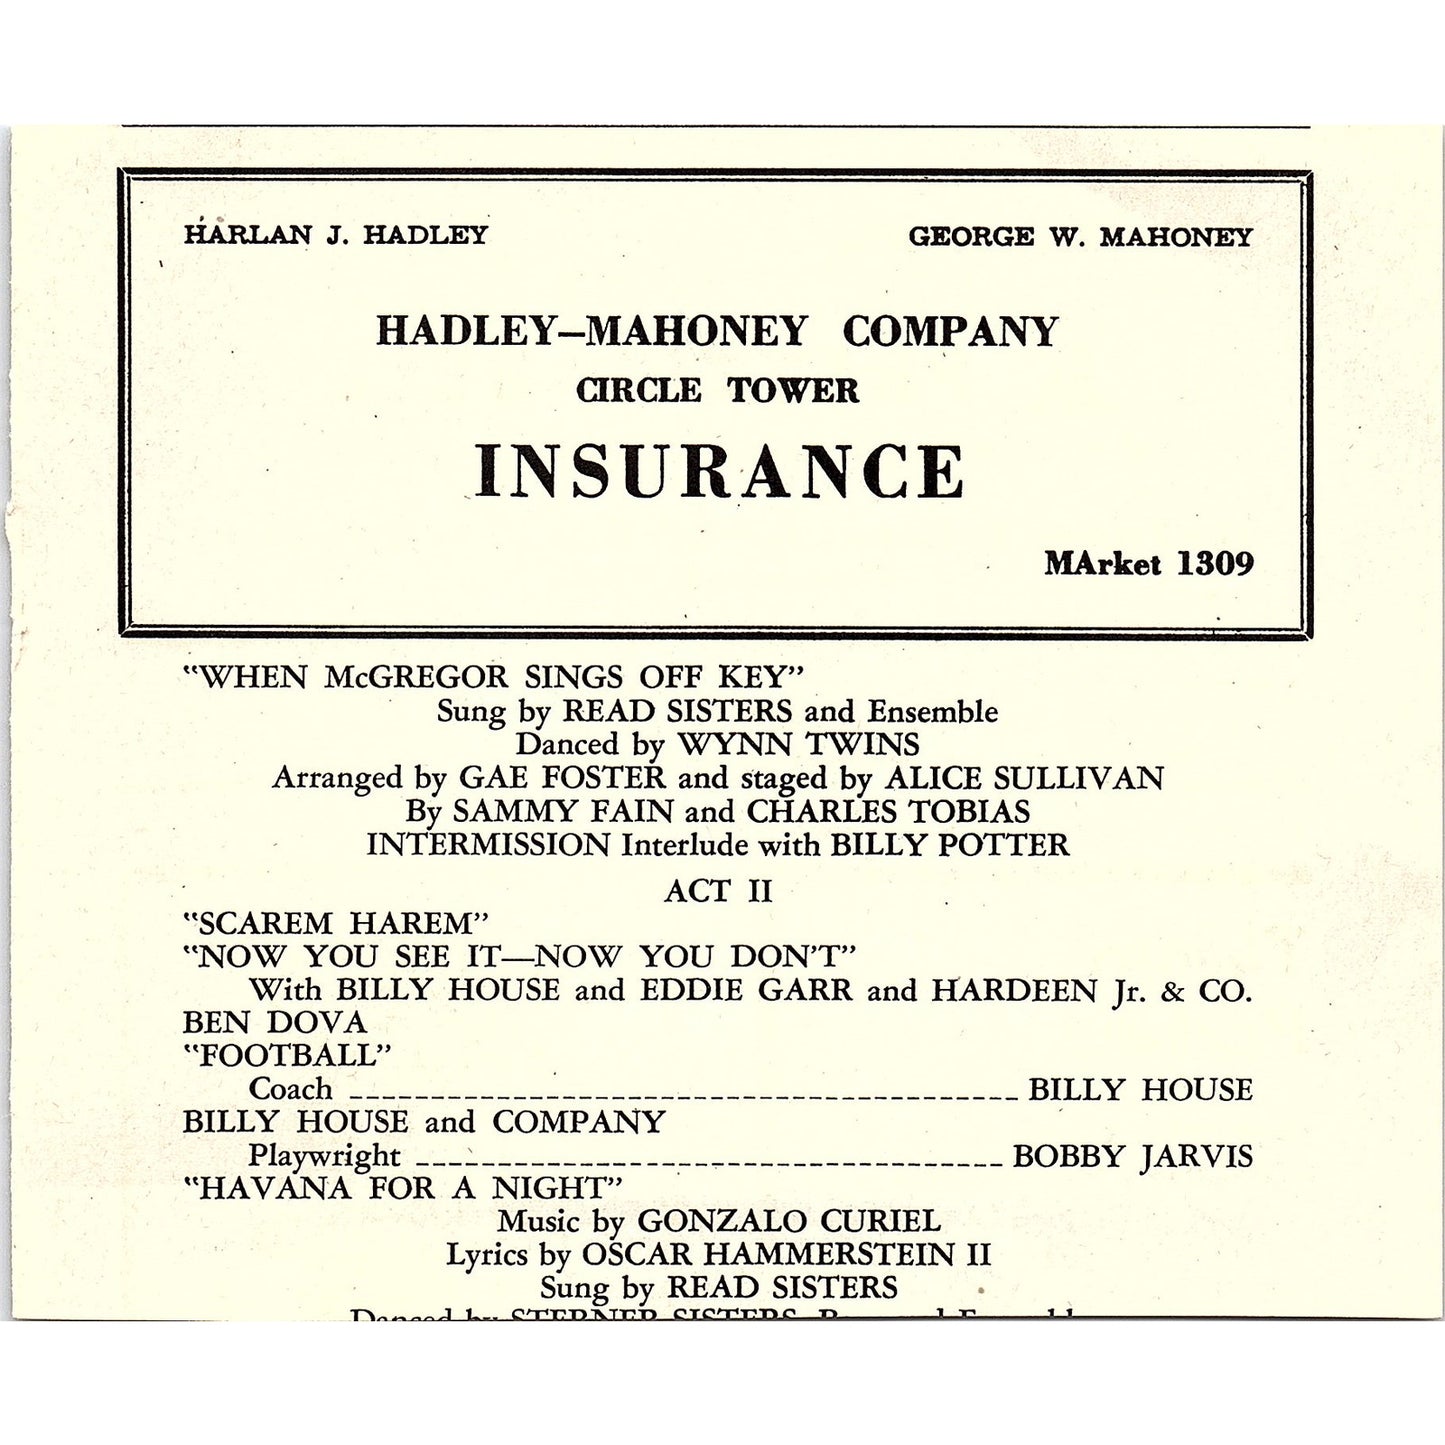 HARLAN J. HADLEY GEORGE W. MAHONEY
HADLEY–MAHONEY COMPANY
CIRCLE TOWER
INSURANCE
MArket 1309
"WHEN McGREGOR SINGS OFF KEY"
Sung by READ SISTERS and Ensemble
Danced by WYNN TWINS
Arranged by GAE FOSTER and staged by ALICE SULLIVAN
By SAMMY FAIN and CHARLES TOBIAS
INTERMISSION Interlude with BILLY POTTER
ACT II
"SCAREM HAREM"
"NOW YOU SEE IT—NOW YOU DON'T"
With BILLY HOUSE and EDDIE GARR and HARDEEN Jr. & CO.
BEN DOVA
"FOOTBALL"
Coach ---------------------------------------- BILLY HOUSE
BILLY HOUSE and COMPANY
Playwright ----------------------------------- BOBBY JARVIS
"HAVANA FOR A NIGHT"
Music by GONZALO CURIEL
Lyrics by OSCAR HAMMERSTEIN II
Sung by READ SISTERS
Danced by STERNER SISTERS